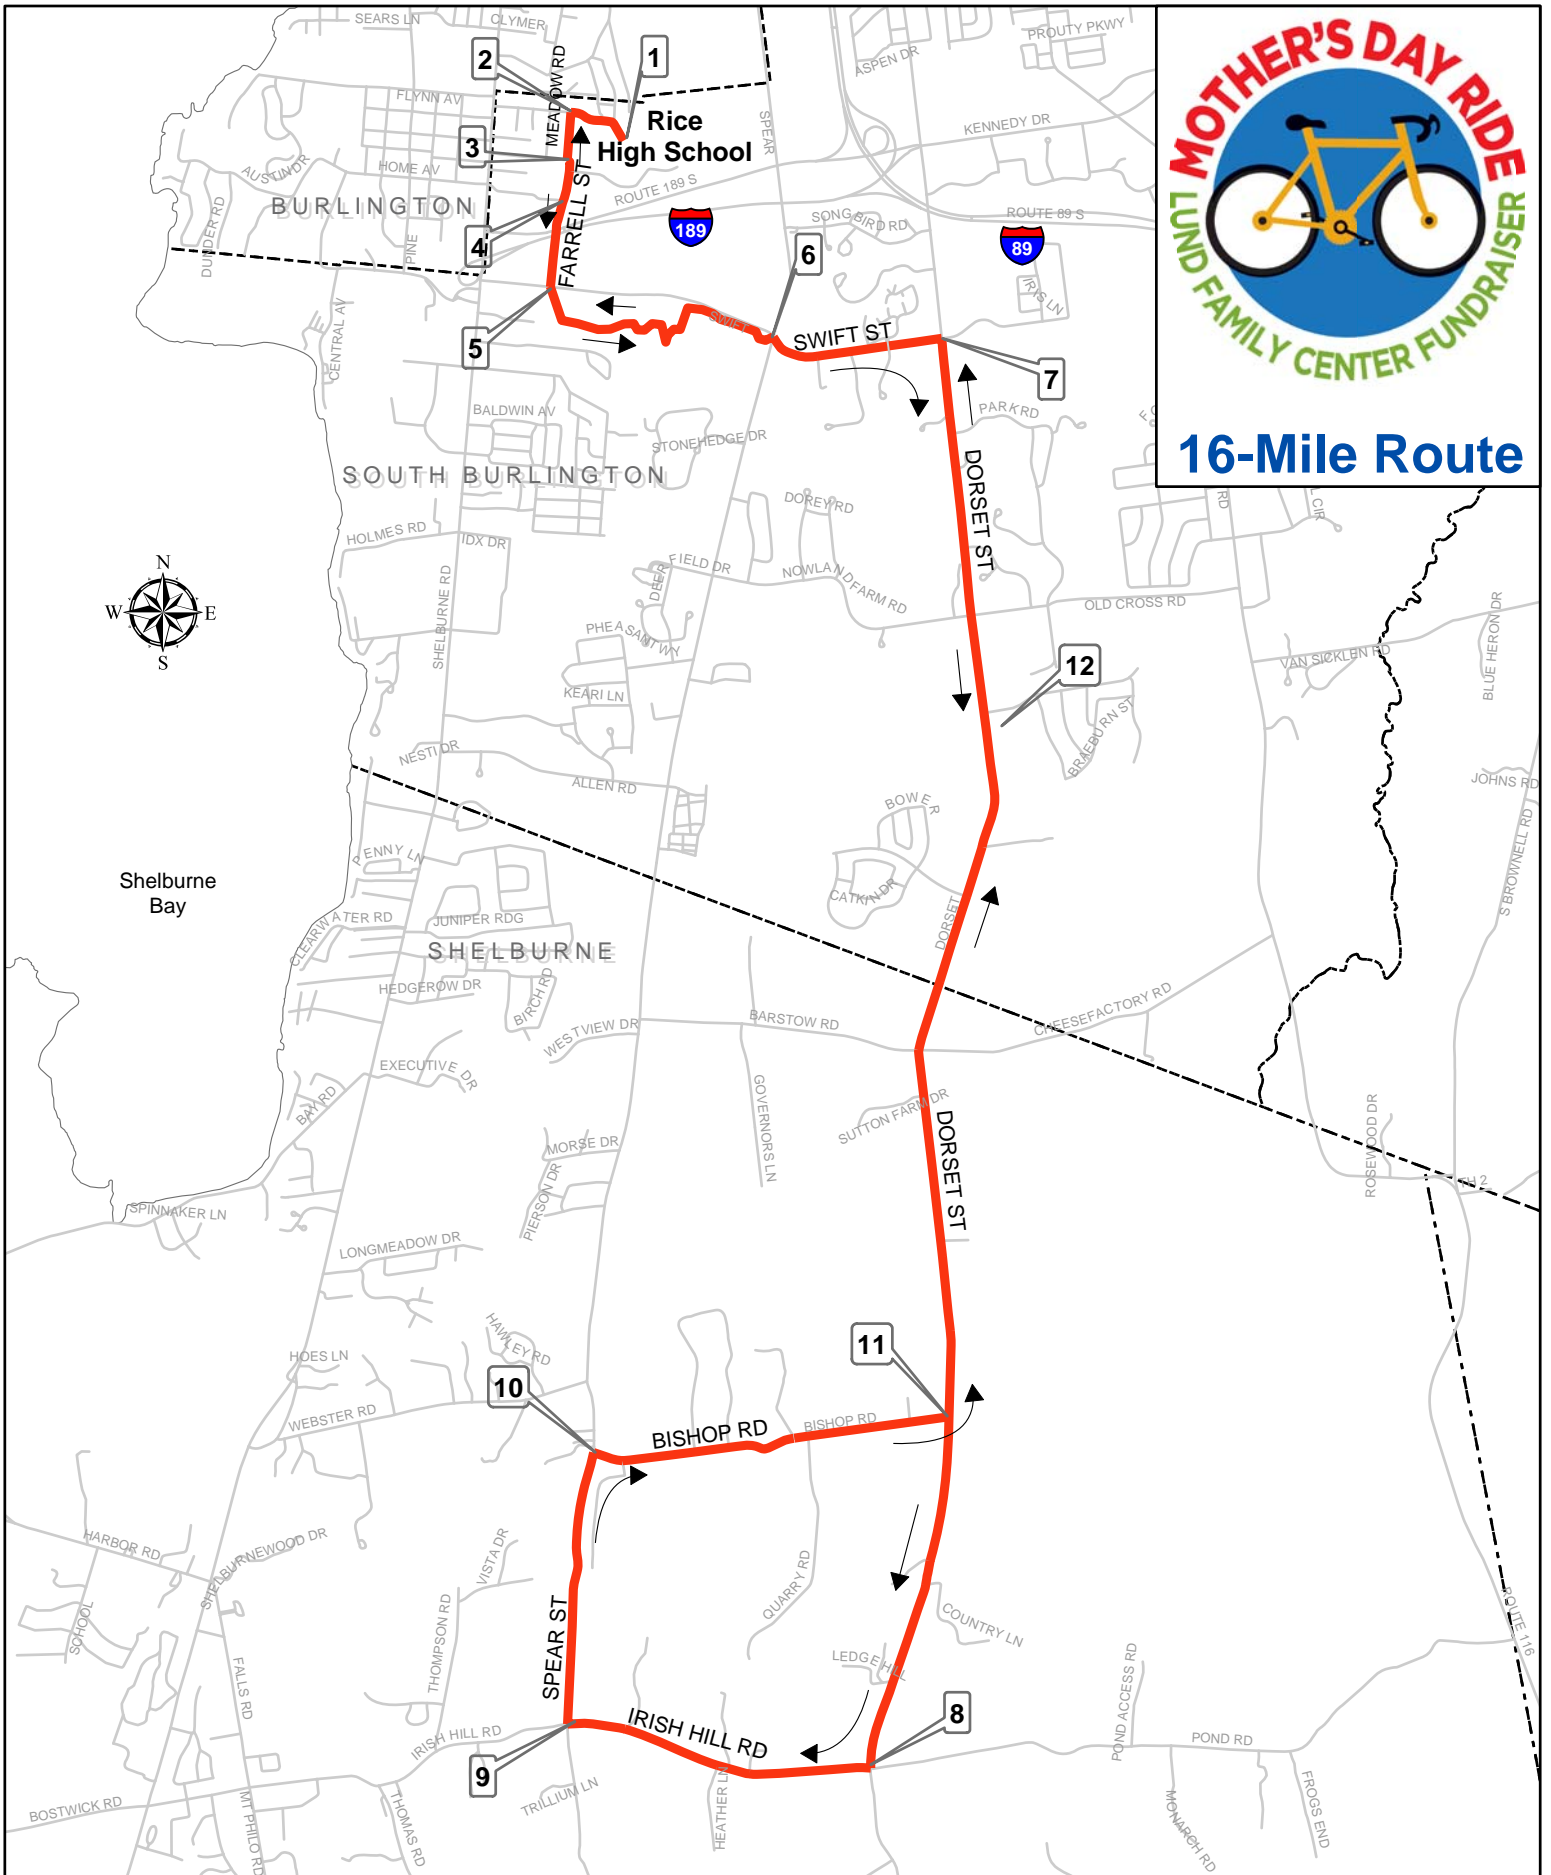 SEARS LN
CLYMER
PROUTY PKWY
ASPEN DR
MOTHER'S DAY RIDE
LUND FAMILY CENTER FUNDRAISER
16-Mile Route
2
1
MEADOW RD
FLYNN AV
Rice
High School
SPEAR
KENNEDY DR
3
AUSTIN DR
HOME AV
ROUTE 189 S
BURLINGTON
189
SONG BIRD RD
ROUTE 89 S
89
DUNDER RD
PINE
4
FARRELL ST
6
IRIS LN
CENTRAL AV
5
SWIFT
SWIFT ST
7
BALDWIN AV
PARK RD
STONEHEDGE DR
SOUTH BURLINGTON
DORSET ST
DOREY RD
RD
L CIR
HOLMES RD
IDX DR
N
W
E
S
SHELBURNE RD
DEER FIELD DR
NOWLAND FARM RD
OLD CROSS RD
BLUE HERON DR
PHEASANT WY
VAN SICKLEN RD
12
KEARI LN
BRAEBURN ST
NESTI DR
ALLEN RD
JOHNS RD
BOWER
S BROWNELL RD
PENNY LN
Shelburne
Bay
CATKIN DR
DORSET
CLEARWATER RD
JUNIPER RDG
SHELBURNE
HEDGEROW DR
BIRCH RD
WESTVIEW DR
BARSTOW RD
CHEESEFACTORY RD
EXECUTIVE DR
BAY RD
GOVERNORS LN
SUTTON FARM DR
DORSET ST
MORSE DR
PIERSON DR
ROSEWOOD DR
TH 2
SPINNAKER LN
LONGMEADOW DR
HAWLEY RD
HOES LN
11
10
WEBSTER RD
BISHOP RD
BISHOP RD
HARBOR RD
SHELBURNEWOOD DR
VISTA DR
QUARRY RD
SCHOOL
THOMPSON RD
SPEAR ST
COUNTRY LN
ROUTE 116
FALLS RD
LEDGE HILL
POND ACCESS RD
IRISH HILL RD
IRISH HILL RD
8
POND RD
9
BOSTWICK RD
MT PHILO RD
THOMAS RD
TRILLIUM LN
HEATHER LN
MONARCH RD
FROGS END